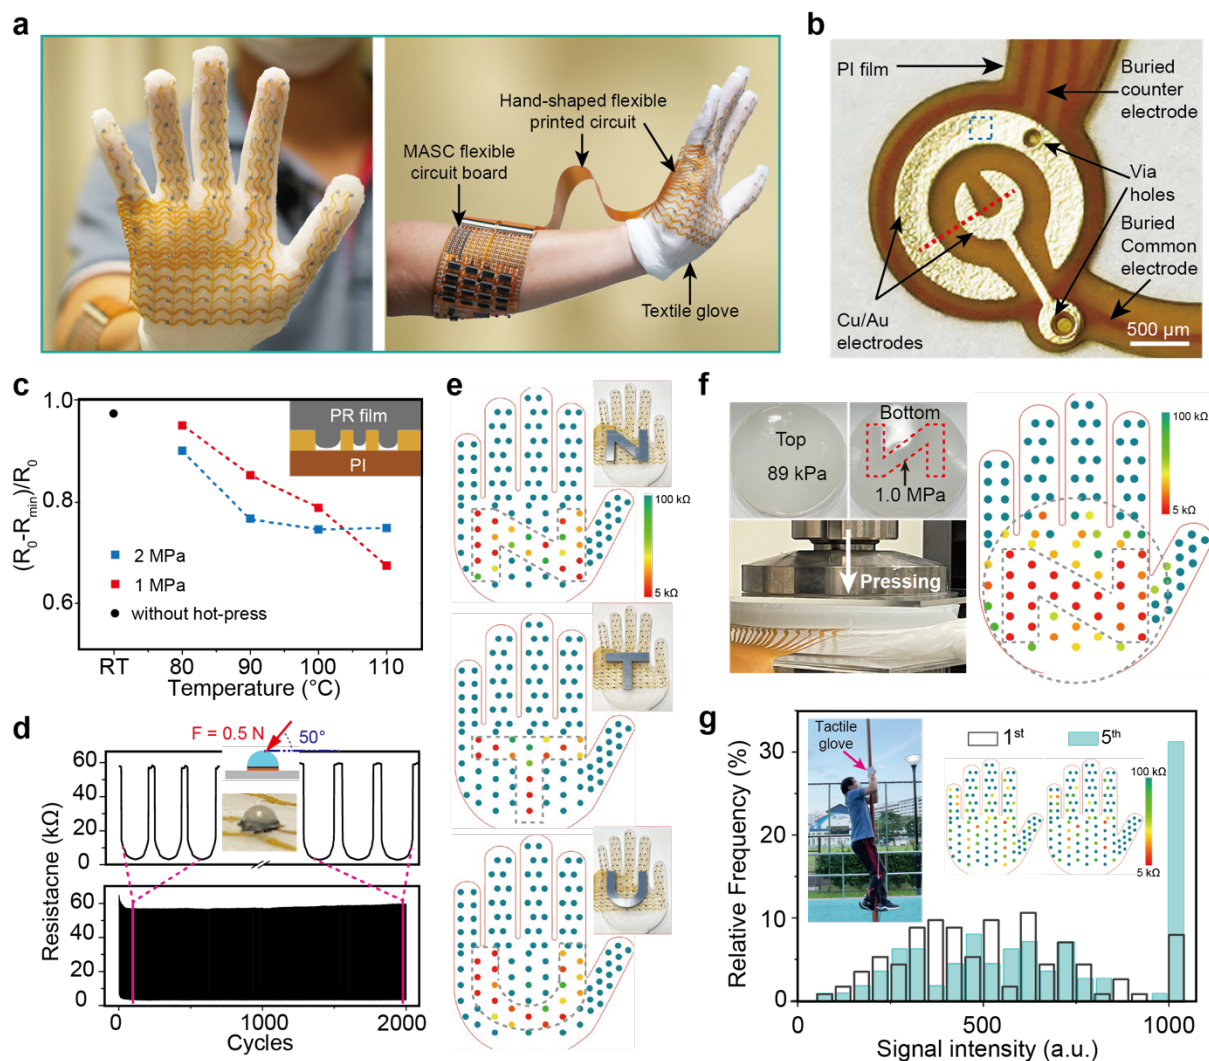 a
Hand-shaped flexible
printed circuit
MASC flexible
circuit board
Textile glove
b
PI film
Buried
counter
electrode
Via
holes
Buried
Common
electrode
Cu/Au
electrodes
500 µm
c
1.0
0.8
0.6
(R0-Rmin)/R0
PR film
PI
2 MPa
1 MPa
without hot-press
RT
80
90
100
110
Temperature (°C)
d
F = 0.5 N
50°
60
40
20
0
60
40
20
0
Resistacne (kΩ)
0
1000
2000
Cycles
e
N
100 kΩ
5 kΩ
T
U
f
Top
89 kPa
Bottom
1.0 MPa
Pressing
100 kΩ
5 kΩ
g
Tactile
glove
1st
5th
100 kΩ
5 kΩ
30
20
10
0
Relative Frequency (%)
0
500
1000
Signal intensity (a.u.)